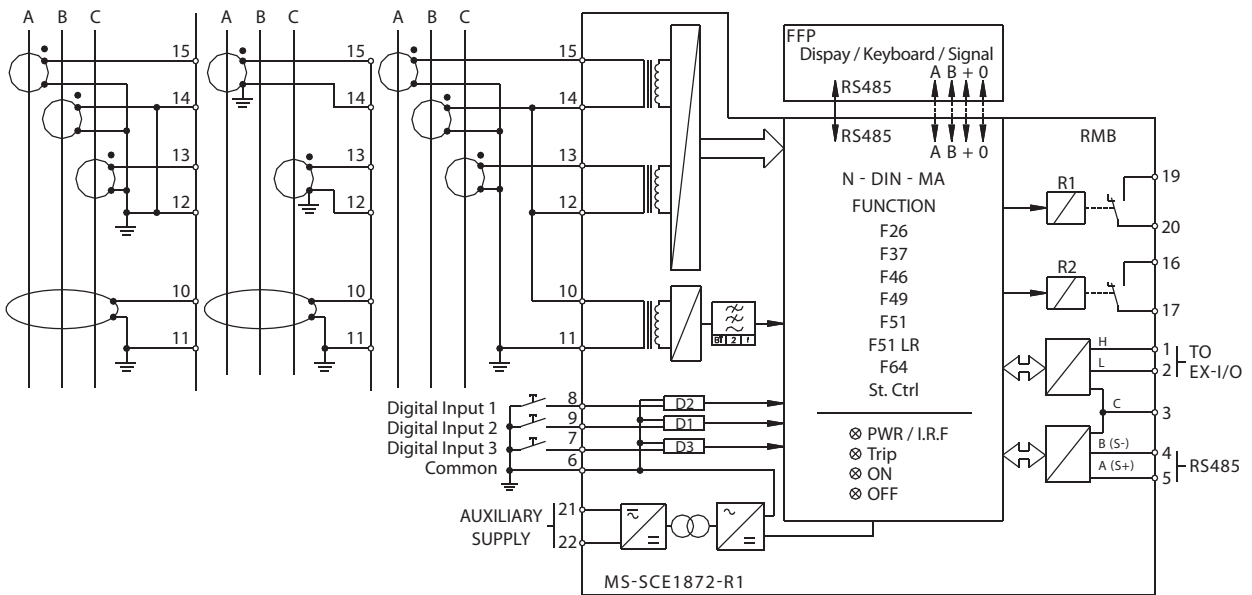 A B C
15
14
13
12
10
11
A B C
15
14
13
12
10
11
A B C
15
14
13
12
10
11
Digital Input 1
8
Digital Input 2
9
Digital Input 3
7
Common
6
D2
D1
D3
AUXILIARY
SUPPLY
21
22
BT 2 f
MS-SCE1872-R1
FFP
Dispay / Keyboard / Signal
RS485
A B + 0
RS485
A B + 0
N - DIN - MA
FUNCTION
F26
F37
F46
F49
F51
F51 LR
F64
St. Ctrl
PWR / I.R.F
Trip
ON
OFF
RMB
R1
19
20
R2
16
17
H
1
L
2
TO
EX-I/O
C
3
B (S-)
4
A (S+)
5
RS485